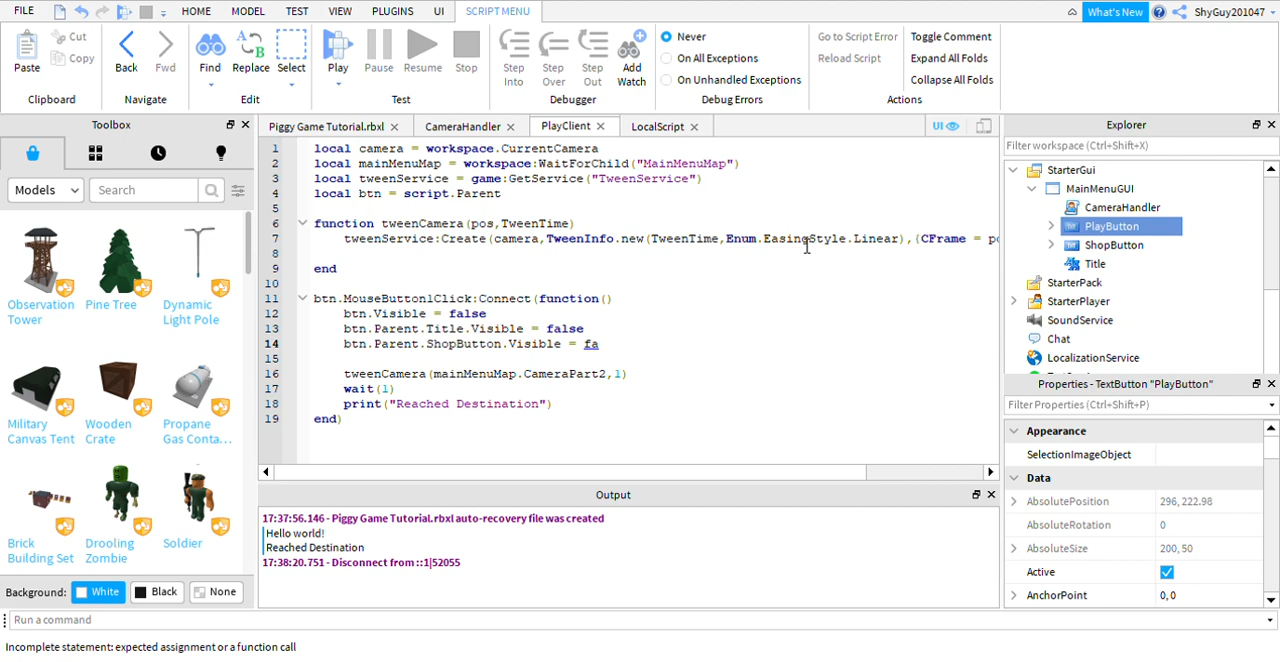 FILE HOME MODEL TEST VIEW PLUGINS UI SCRIPT MENU What's New ShyGuy201047
Paste Cut Copy
Clipboard
Back Fwd
Navigate
Find Replace Select
Edit
Play Pause Resume Stop
Test
Step Into Step Over Step Out Add Watch
Debugger
Never
On All Exceptions
On Unhandled Exceptions
Debug Errors
Go to Script Error
Reload Script
Toggle Comment
Expand All Folds
Collapse All Folds
Actions
Toolbox
Models Search
Observation Tower
Pine Tree
Dynamic Light Pole
Military Canvas Tent
Wooden Crate
Propane Gas Conta...
Brick Building Set
Drooling Zombie
Soldier
Background: White Black None
Piggy Game Tutorial.rbxl CameraHandler PlayClient LocalScript UI
1 local camera = workspace.CurrentCamera
2 local mainMenuMap = workspace:WaitForChild("MainMenuMap")
3 local tweenService = game:GetService("TweenService")
4 local btn = script.Parent
5
6 function tweenCamera(pos,TweenTime)
7 tweenService:Create(camera,TweenInfo.new(TweenTime,Enum.EasingStyle.Linear),{CFrame = po
8
9 end
10
11 btn.MouseButton1Click:Connect(function()
12 btn.Visible = false
13 btn.Parent.Title.Visible = false
14 btn.Parent.ShopButton.Visible = fa
15
16 tweenCamera(mainMenuMap.CameraPart2,1)
17 wait(1)
18 print("Reached Destination")
19 end)
Output
17:37:56.146 - Piggy Game Tutorial.rbxl auto-recovery file was created
Hello world!
Reached Destination
17:38:20.751 - Disconnect from ::1|52055
Explorer
Filter workspace (Ctrl+Shift+X)
StarterGui
MainMenuGUI
CameraHandler
PlayButton
ShopButton
Title
StarterPack
StarterPlayer
SoundService
Chat
LocalizationService
Properties - TextButton "PlayButton"
Filter Properties (Ctrl+Shift+P)
Appearance
SelectionImageObject
Data
AbsolutePosition 296, 222.98
AbsoluteRotation 0
AbsoluteSize 200, 50
Active
AnchorPoint 0, 0
Run a command
Incomplete statement: expected assignment or a function call